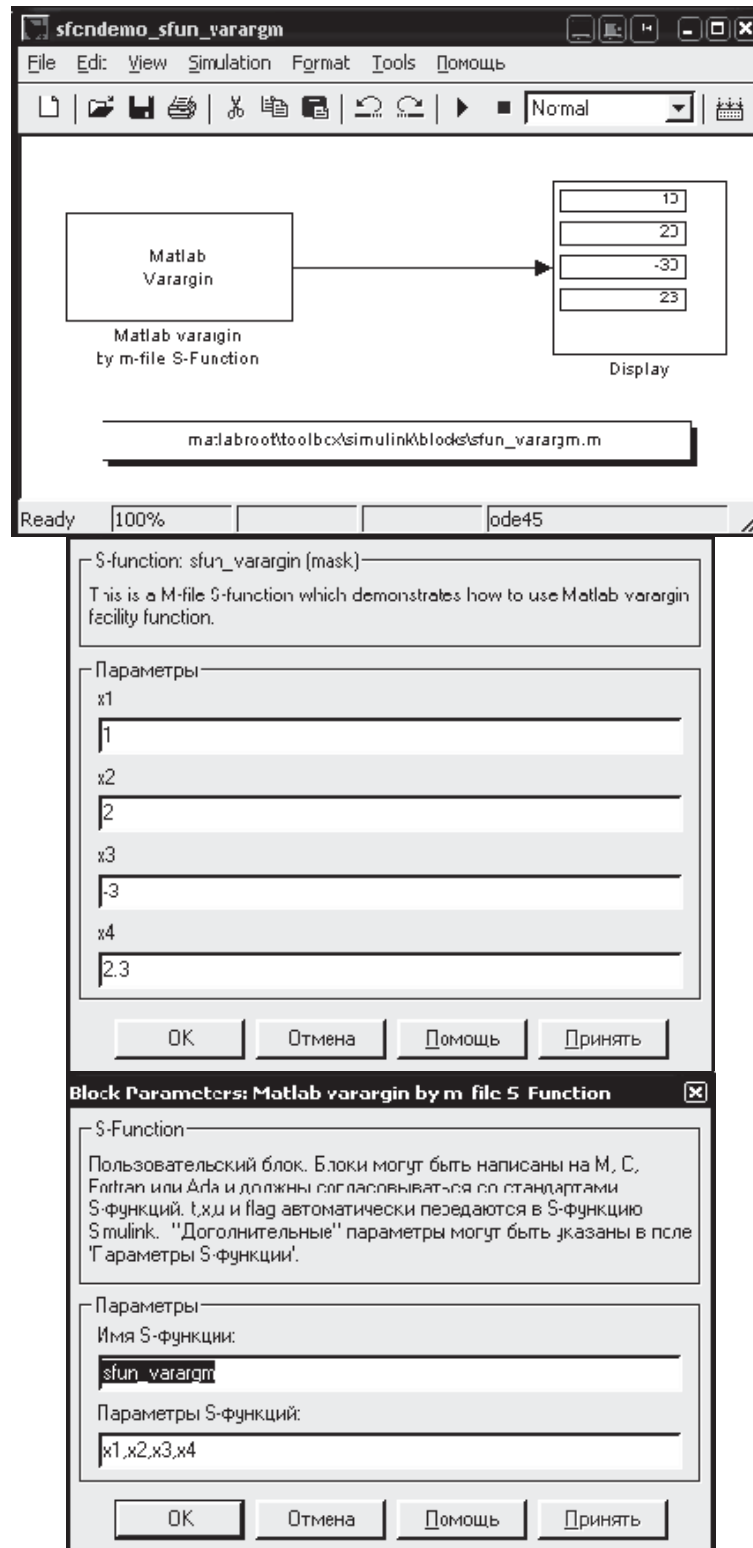 sfcndemo_sfun_varargm
File Edit View Simulation Format Tools Помощь
Normal
Matlab
Varargin
10
20
-30
23
Matlab varargin
by m-file S-Function
Display
matlabroot\toolbox\simulink\blocks\sfun_varargm.m
Ready 100% ode45
S-function: sfun_varargin (mask)
This is a M-file S-function which demonstrates how to use Matlab varargin
facility function.
Параметры
x1
1
x2
2
x3
-3
x4
2.3
OK Отмена Помощь Принять
Block Parameters: Matlab varargin by m-file S-Function
S-Function
Пользовательский блок. Блоки могут быть написаны на M, C,
Fortran или Ada и должны согласовываться со стандартами
S-функций. t,x,u и flag автоматически передаются в S-функцию
Simulink. "Дополнительные" параметры могут быть указаны в поле
'Параметры S-функции'.
Параметры
Имя S-функции:
sfun_varargm
Параметры S-функций:
x1,x2,x3,x4
OK Отмена Помощь Принять